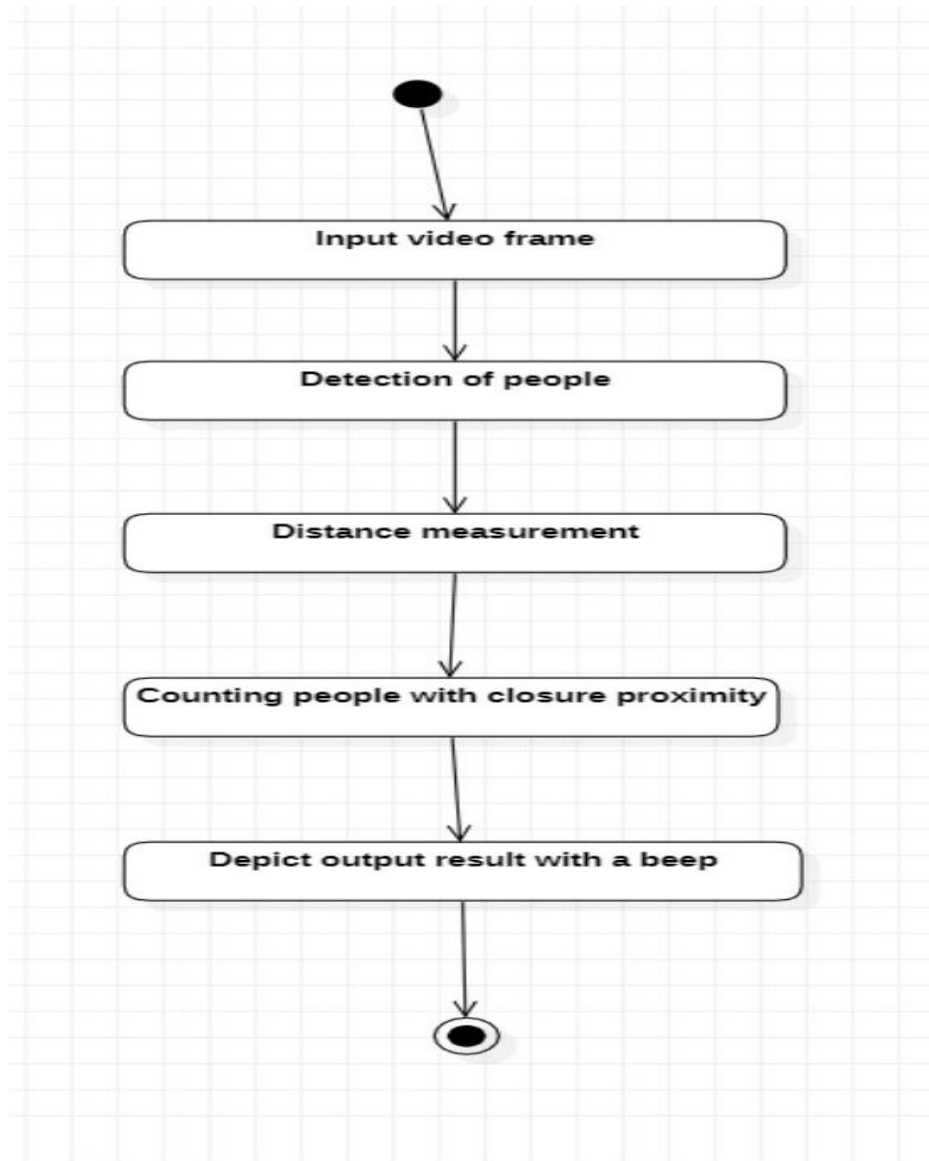 Input video frame
Detection of people
Distance measurement
Counting people with closure proximity
Depict output result with a beep